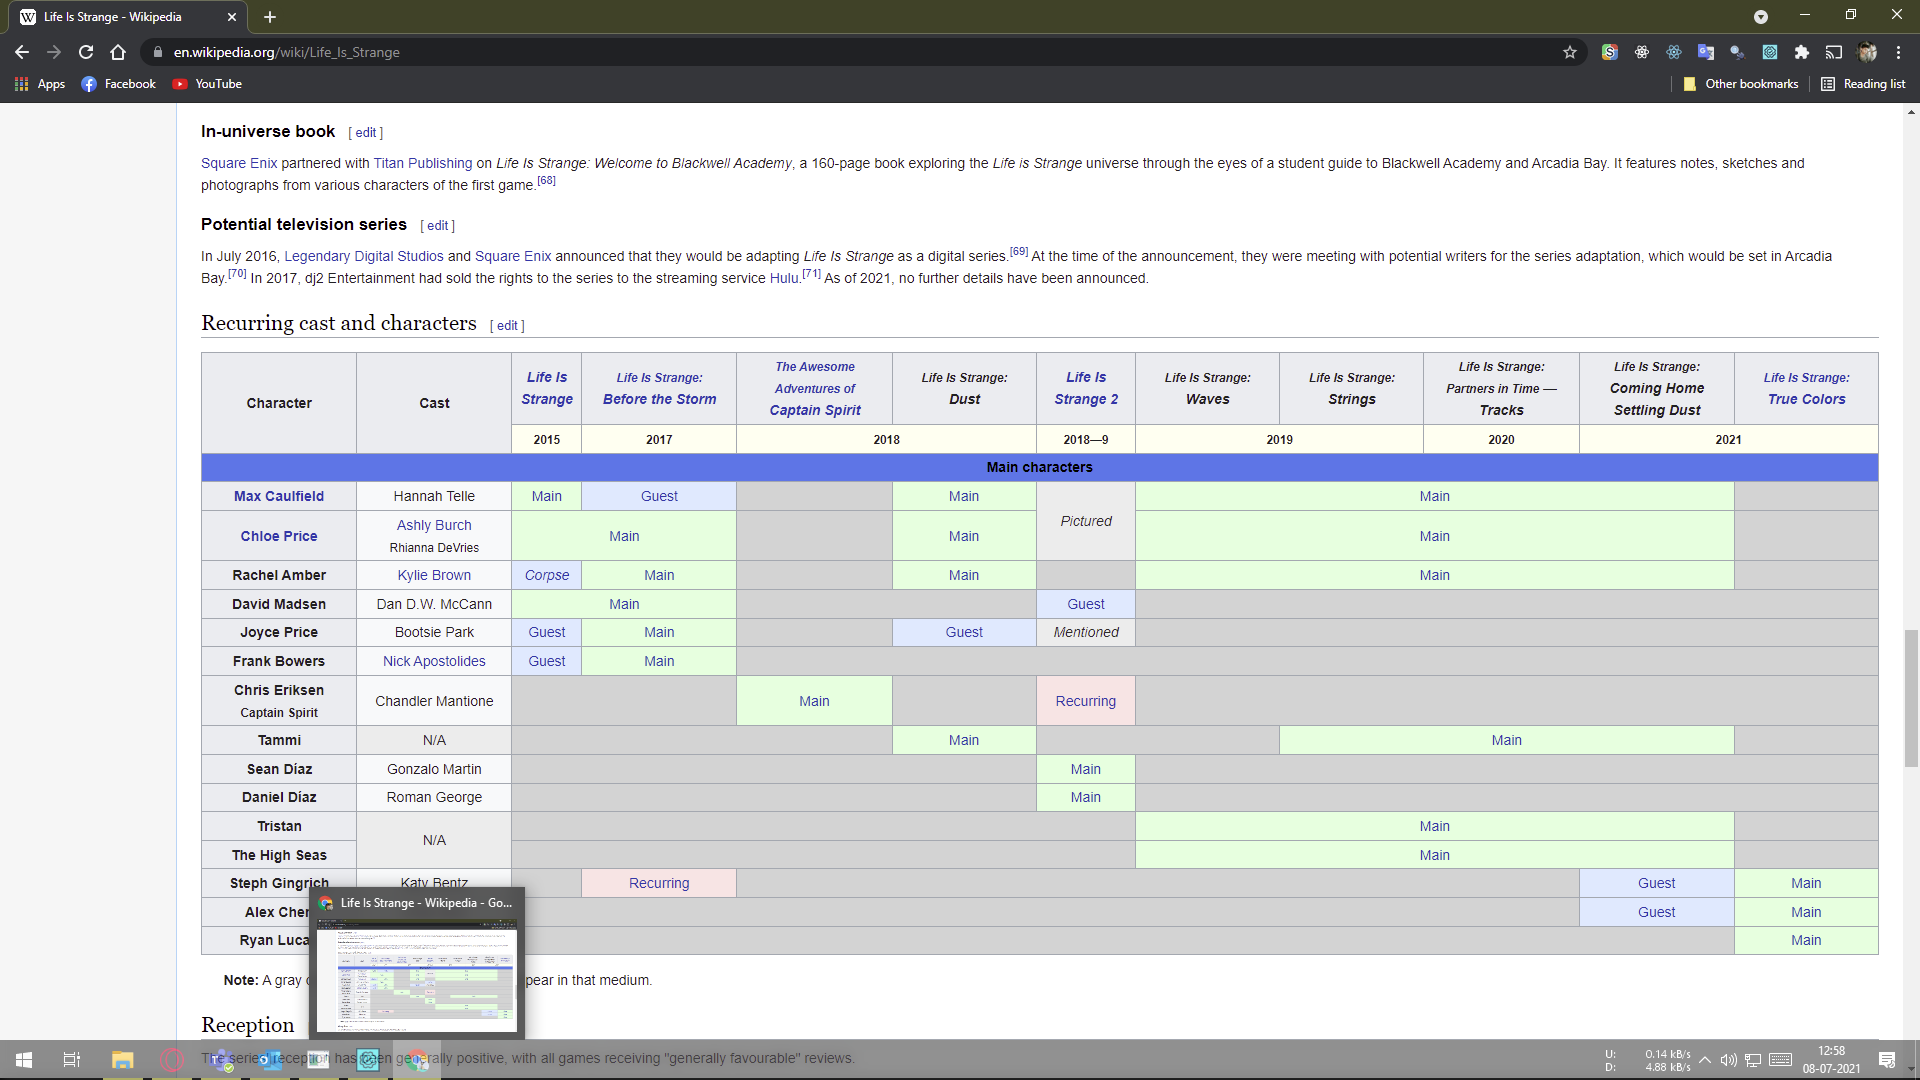 Life Is Strange - Wikipedia
en.wikipedia.org/wiki/Life_Is_Strange
Apps Facebook YouTube Other bookmarks Reading list
In-universe book [ edit ]
Square Enix partnered with Titan Publishing on Life Is Strange: Welcome to Blackwell Academy, a 160-page book exploring the Life is Strange universe through the eyes of a student guide to Blackwell Academy and Arcadia Bay. It features notes, sketches and
photographs from various characters of the first game.[68]
Potential television series [ edit ]
In July 2016, Legendary Digital Studios and Square Enix announced that they would be adapting Life Is Strange as a digital series.[69] At the time of the announcement, they were meeting with potential writers for the series adaptation, which would be set in Arcadia
Bay.[70] In 2017, dj2 Entertainment had sold the rights to the series to the streaming service Hulu.[71] As of 2021, no further details have been announced.
Recurring cast and characters [ edit ]
Character Cast
Life Is
Strange
Life Is Strange:
Before the Storm
The Awesome
Adventures of
Captain Spirit
Life Is Strange:
Dust
Life Is
Strange 2
Life Is Strange:
Waves
Life Is Strange:
Strings
Life Is Strange:
Partners in Time —
Tracks
Life Is Strange:
Coming Home
Settling Dust
Life Is Strange:
True Colors
2015 2017 2018 2018—9 2019 2020 2021
Main characters
Max Caulfield Hannah Telle Main Guest Main Main
Pictured
Chloe Price Ashly Burch Main Main Main
Rhianna DeVries
Rachel Amber Kylie Brown Corpse Main Main Main
David Madsen Dan D.W. McCann Main Guest
Joyce Price Bootsie Park Guest Main Guest Mentioned
Frank Bowers Nick Apostolides Guest Main
Chris Eriksen Chandler Mantione Main Recurring
Captain Spirit
Tammi N/A Main Main
Sean Díaz Gonzalo Martin Main
Daniel Díaz Roman George Main
Tristan N/A Main
The High Seas Main
Steph Gingrich Katy Bentz Recurring Guest Main
Alex Chen Guest Main
Ryan Luca Main
Life Is Strange - Wikipedia - Go...
Note: A gray pear in that medium.
Reception
The series' reception has been generally positive, with all games receiving "generally favourable" reviews.
U: 0.14 kB/s
D: 4.88 kB/s
12:58
08-07-2021